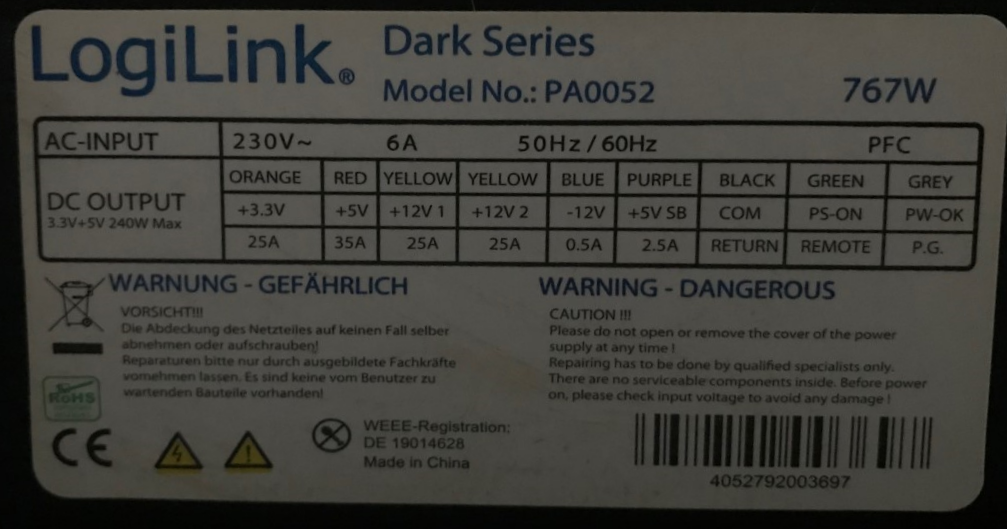 LogiLink®
Dark Series
Model No.: PA0052
767W
AC-INPUT 230V~ 6A 50Hz / 60Hz PFC
DC OUTPUT
3.3V+5V 240W Max
ORANGE RED YELLOW YELLOW BLUE PURPLE BLACK GREEN GREY
+3.3V +5V +12V 1 +12V 2 -12V +5V SB COM PS-ON PW-OK
25A 35A 25A 25A 0.5A 2.5A RETURN REMOTE P.G.
WARNUNG - GEFÄHRLICH
VORSICHT!!!
Die Abdeckung des Netzteiles auf keinen Fall selber
abnehmen oder aufschrauben!
Reparaturen bitte nur durch ausgebildete Fachkräfte
vornehmen lassen. Es sind keine vom Benutzer zu
wartenden Bauteile vorhanden!
WARNING - DANGEROUS
CAUTION !!!
Please do not open or remove the cover of the power
supply at any time !
Repairing has to be done by qualified specialists only.
There are no serviceable components inside. Before power
on, please check input voltage to avoid any damage !
RoHS
CE
WEEE-Registration:
DE 19014628
Made in China
4052792003697